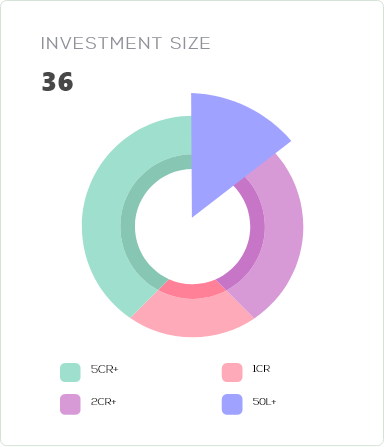 INVESTMENT SIZE
36
5CR+
1CR
2CR+
50L+